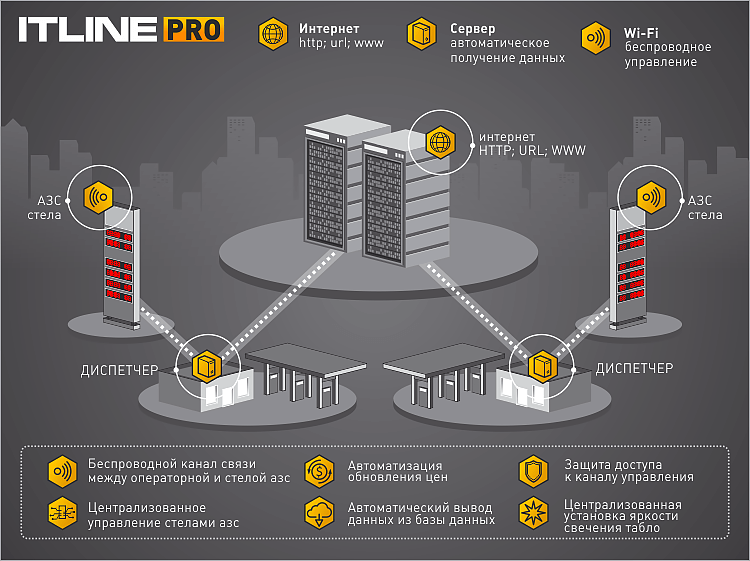 ITLINE PRO
Интернет
http; url; www
Сервер
автоматическое
получение данных
Wi-Fi
беспроводное
управление
интернет
HTTP; URL; WWW
АЗС
стела
АЗС
стела
ДИСПЕТЧЕР
ДИСПЕТЧЕР
Беспроводной канал связи
между операторной и стелой азс
Автоматизация
обновления цен
Защита доступа
к каналу управления
Централизованное
управление стелами азс
Автоматический вывод
данных из базы данных
Централизованная
установка яркости
свечения табло